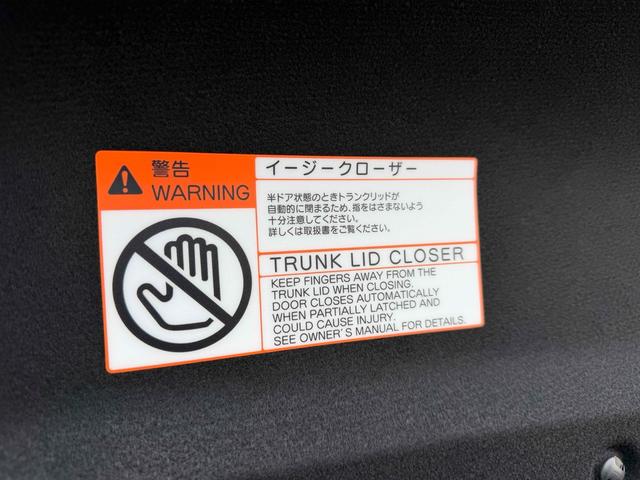 警告
WARNING
イージークローザー
半ドア状態のときトランクリッドが
自動的に閉まるため、指をはさまないよう
十分注意してください。
詳しくは取扱書をご覧ください。
TRUNK LID CLOSER
KEEP FINGERS AWAY FROM THE
TRUNK LID WHEN CLOSING.
DOOR CLOSES AUTOMATICALLY
WHEN PARTIALLY LATCHED AND
COULD CAUSE INJURY.
SEE OWNER'S MANUAL FOR DETAILS.